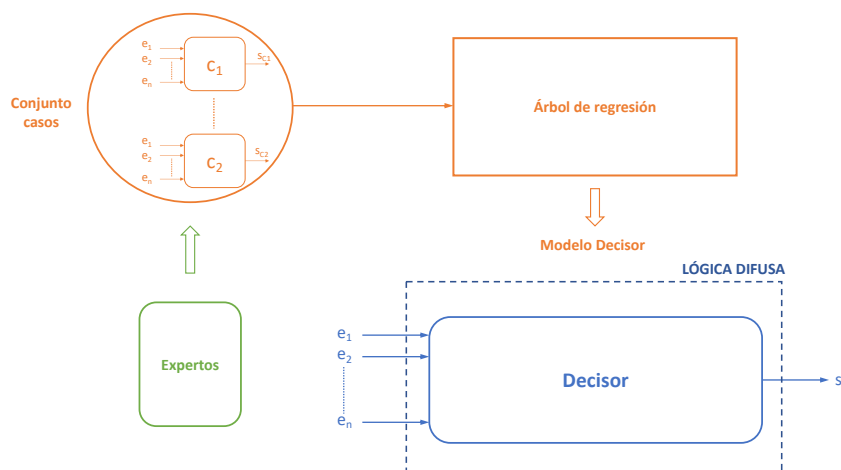 e1
e2
en
C1
sC1
Conjunto
casos
e1
e2
en
C2
sC2
Árbol de regresión
Modelo Decisor
LÓGICA DIFUSA
Expertos
e1
e2
en
Decisor
s